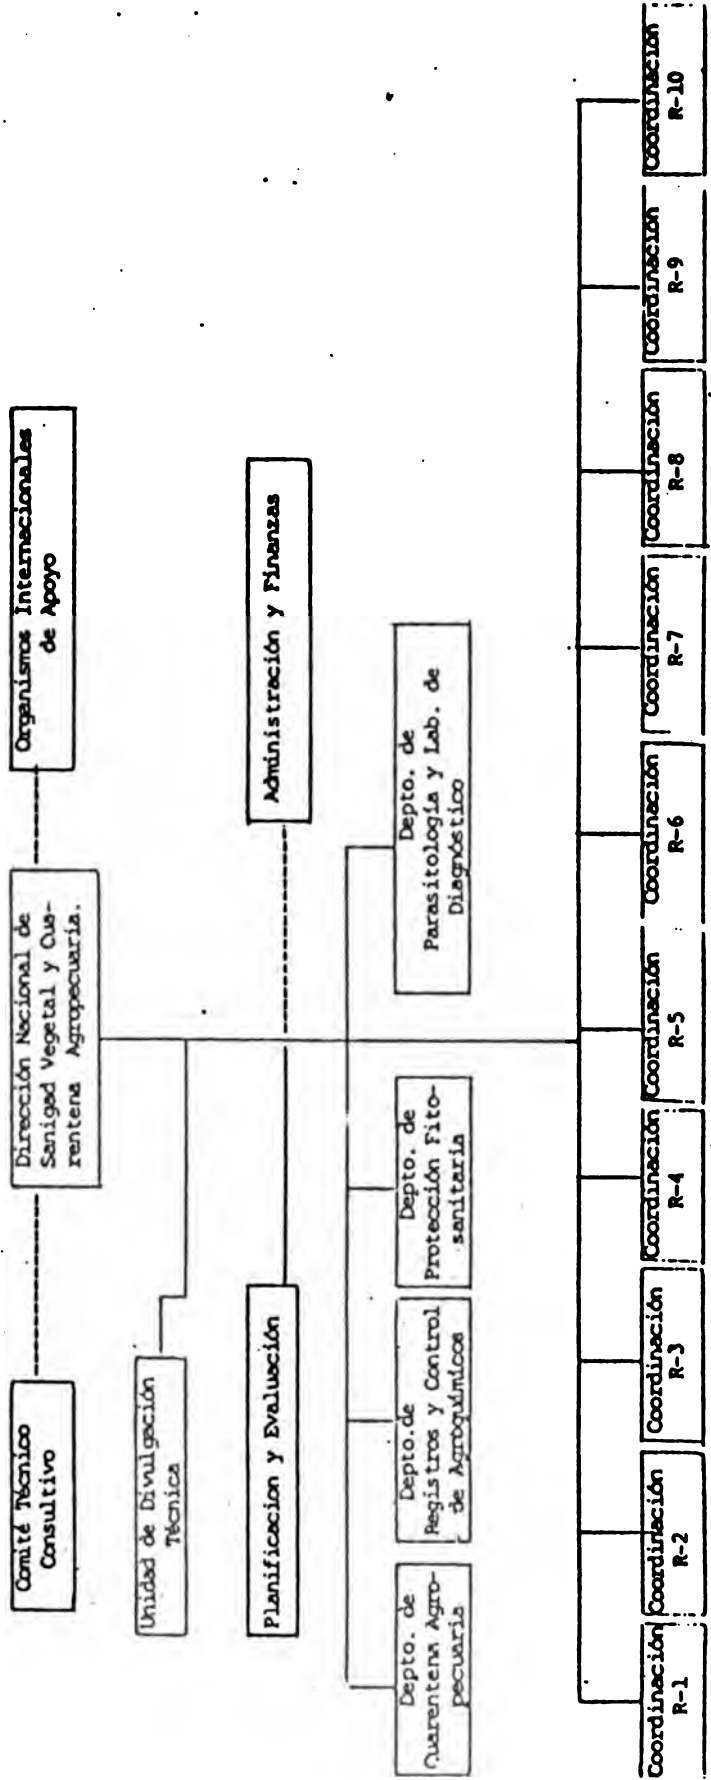 Comité Técnico
Consultivo
Dirección Nacional de
Sanigad Vegetal y Cua-
rentena Agropecuaria.
Organismos Internacionales
de Apoyo
Unidad de Divulgación
Técnica
Planificacion y Evaluación
Administración y Finanzas
Depto. de
Cuarentena Agro-
pecuaria
Depto.de
Registros y Control
de Agroquímicos
Depto. de
Protección Fito-
sanitaria
Depto. de
Parasitología y Lab. de
Diagnóstico
Coordinación
R-1
Coordinación
R-2
Coordinación
R-3
Coordinación
R-4
Coordinación
R-5
Coordinación
R-6
Coordinación
R-7
Coordinación
R-8
Coordinación
R-9
Coordinación
R-10